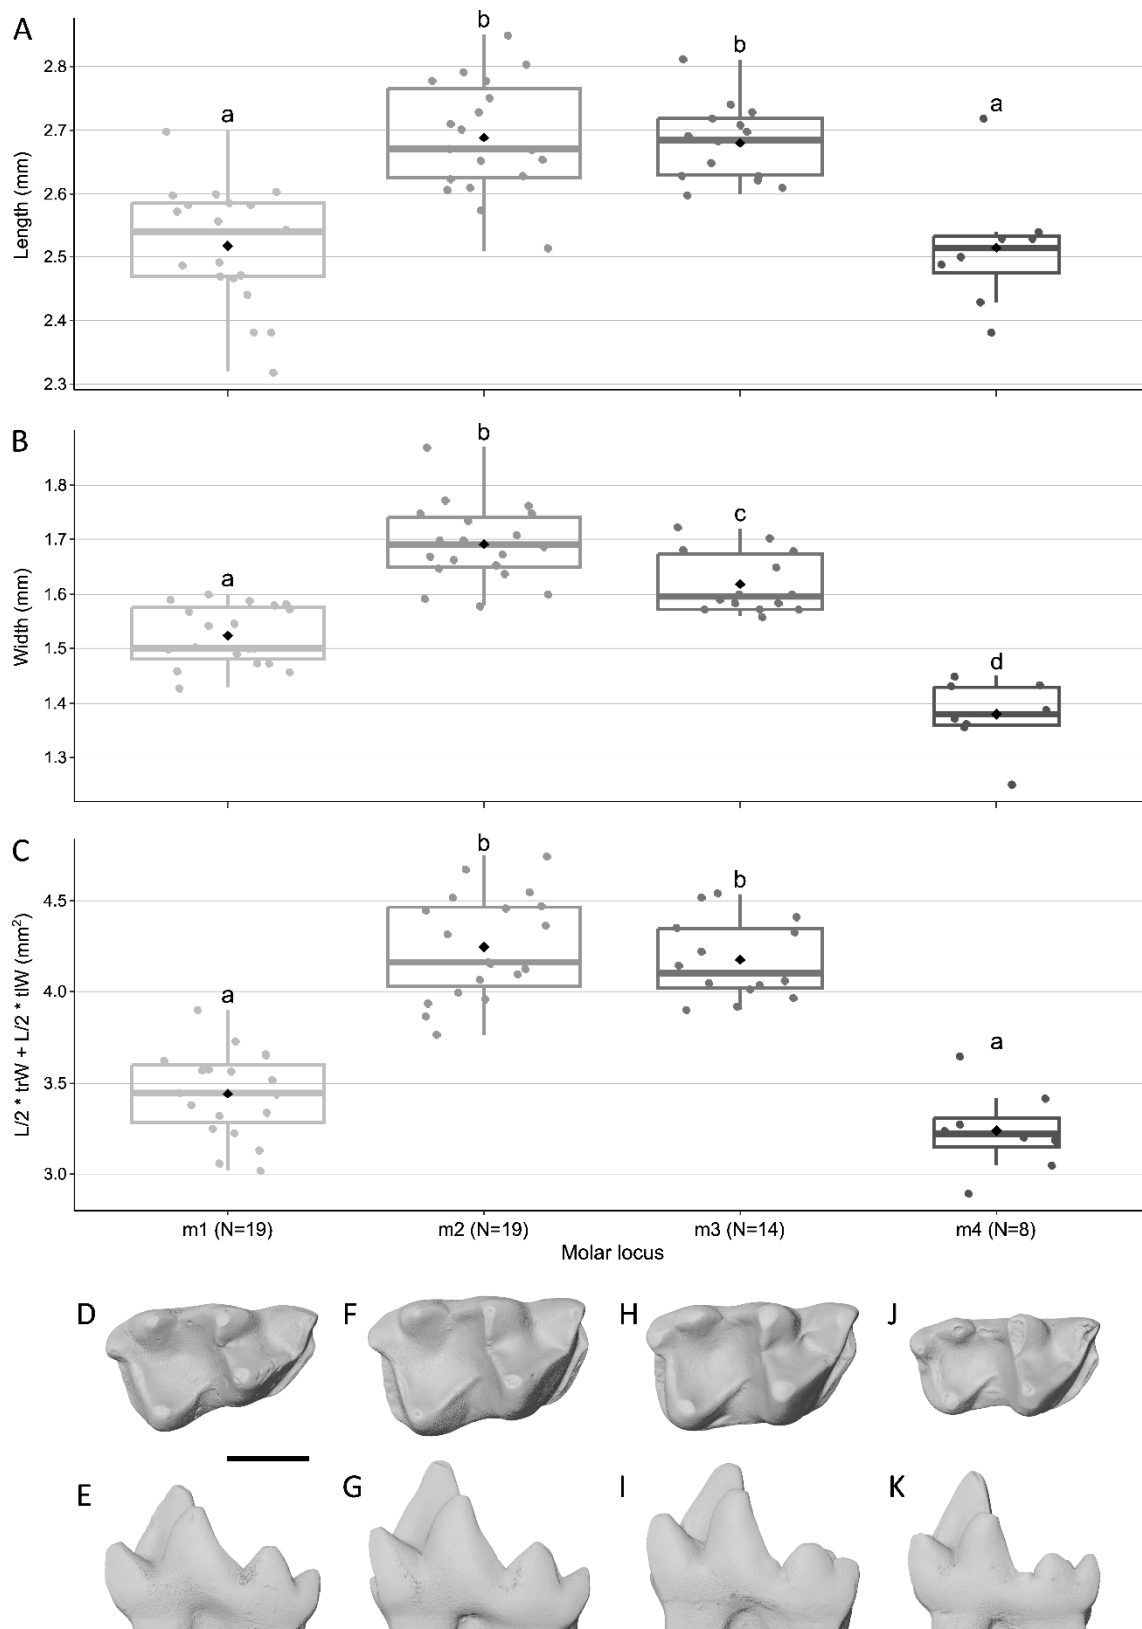 A
Length (mm)
2.8
2.7
2.6
2.5
2.4
2.3
a
b
b
a
B
Width (mm)
1.8
1.7
1.6
1.5
1.4
1.3
a
b
c
d
C
L/2 * trW + L/2 * tlW (mm²)
4.5
4.0
3.5
3.0
a
b
b
a
m1 (N=19) m2 (N=19) m3 (N=14) m4 (N=8)
Molar locus
D F H J
E G I K